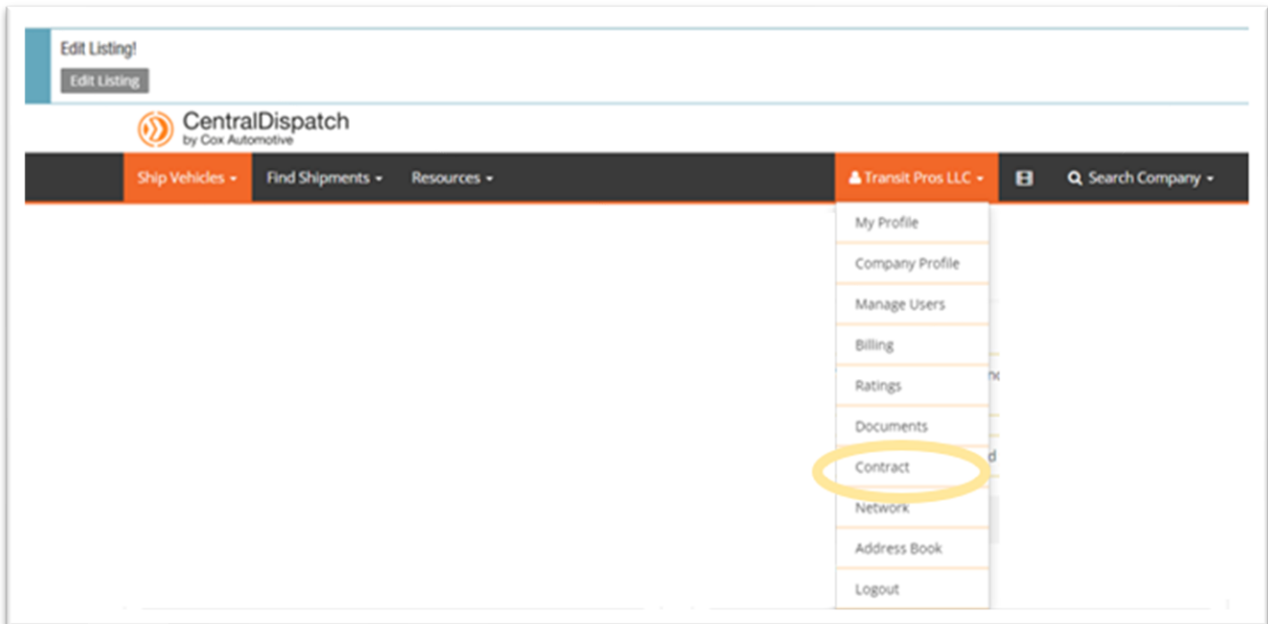 Edit Listing!
Edit Listing
CentralDispatch
by Cox Automotive
Ship Vehicles Find Shipments Resources Transit Pros LLC Search Company
My Profile
Company Profile
Manage Users
Billing
Ratings
Documents
Contract
Network
Address Book
Logout